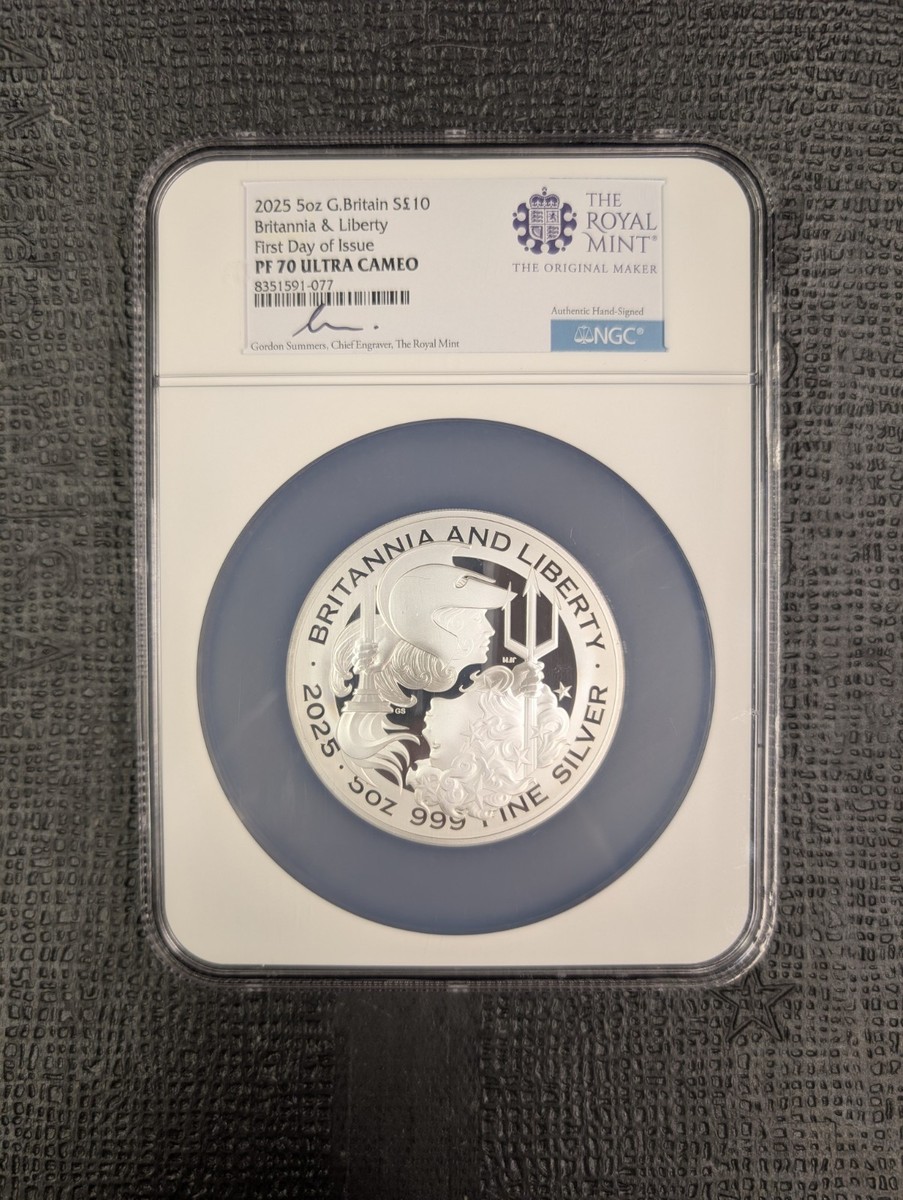 2025 5oz G.Britain S£10
Britannia & Liberty
First Day of Issue
PF 70 ULTRA CAMEO
8351591-077
Gordon Summers, Chief Engraver, The Royal Mint
THE
ROYAL
MINT®
THE ORIGINAL MAKER
Authentic Hand-Signed
NGC®
· BRITANNIA AND LIBERTY ·
2025 · 5OZ 999 FINE SILVER
GS